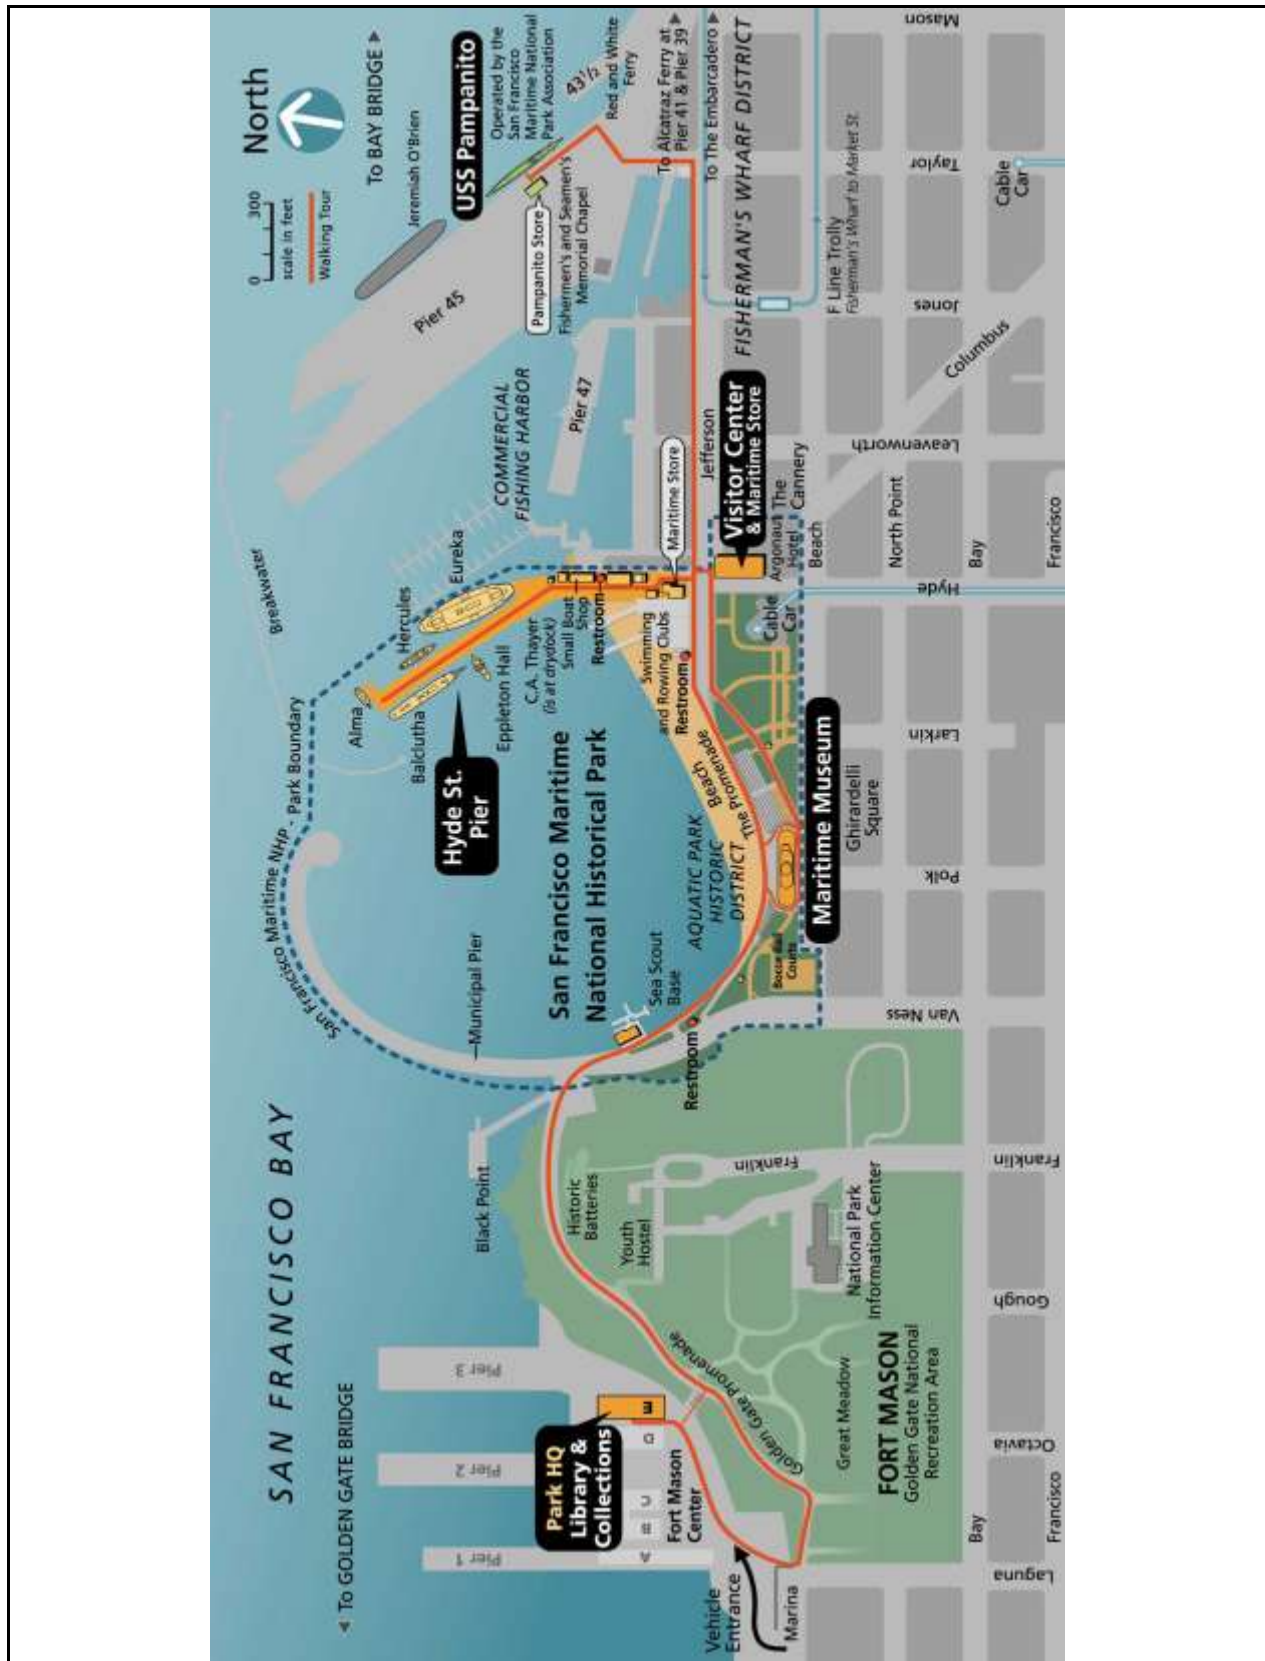 SAN FRANCISCO BAY
To GOLDEN GATE BRIDGE
San Francisco Maritime NHP - Park Boundary
Breakwater
North
0 300
scale in feet
Walking Tour
To BAY BRIDGE
Jeremiah O'Brien
USS Pampanito
Operated by the
San Francisco
Maritime National
Park Association
43 1/2
Red and White
Ferry
To Alcatraz Ferry at
Pier 41 & Pier 39
To The Embarcadero
FISHERMAN'S WHARF DISTRICT
Pier 45
Pampanito Store
Fishermen's and Seamen's
Memorial Chapel
COMMERCIAL
FISHING HARBOR
Pier 47
Alma
Hercules
Eureka
Balclutha
Eppleton Hall
Hyde St.
Pier
C.A. Thayer
(is at drydock)
Small Boat
Shop
Restroom
Swimming
and Rowing Clubs
Restroom
Maritime Store
Jefferson
Visitor Center
& Maritime Store
Argonaut
Hotel
The
Cannery
F Line Trolly
Fisherman's Wharf to Market St.
Cable
Car
Cable
Car
Municipal Pier
San Francisco Maritime
National Historical Park
Beach
The Promenade
AQUATIC PARK
HISTORIC
DISTRICT
Sea Scout
Base
Restroom
Bocce Ball
Courts
Maritime Museum
Ghirardelli
Square
Black Point
Historic
Batteries
Youth
Hostel
Franklin
National Park
Information Center
Pier 3
Pier 2
Pier 1
Park HQ
Library &
Collections
A
B
C
D
E
Fort Mason
Center
Golden Gate Promenade
Great Meadow
FORT MASON
Golden Gate National
Recreation Area
Vehicle
Entrance
Marina
Beach
North Point
Bay
Francisco
Bay
Francisco
Laguna
Octavia
Gough
Franklin
Van Ness
Polk
Larkin
Hyde
Leavenworth
Columbus
Jones
Taylor
Mason